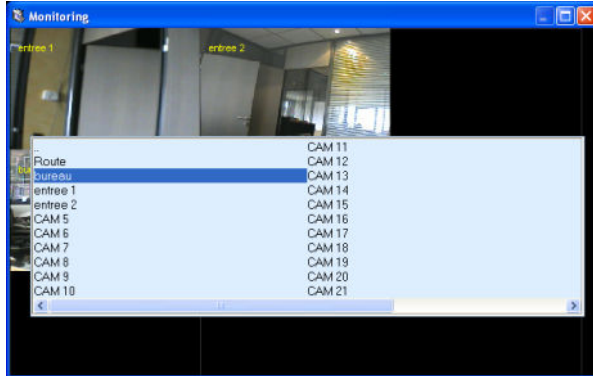 Monitoring
entree 1
entree 2
..
Route
bureau
entree 1
entree 2
CAM 5
CAM 6
CAM 7
CAM 8
CAM 9
CAM 10
CAM 11
CAM 12
CAM 13
CAM 14
CAM 15
CAM 16
CAM 17
CAM 18
CAM 19
CAM 20
CAM 21